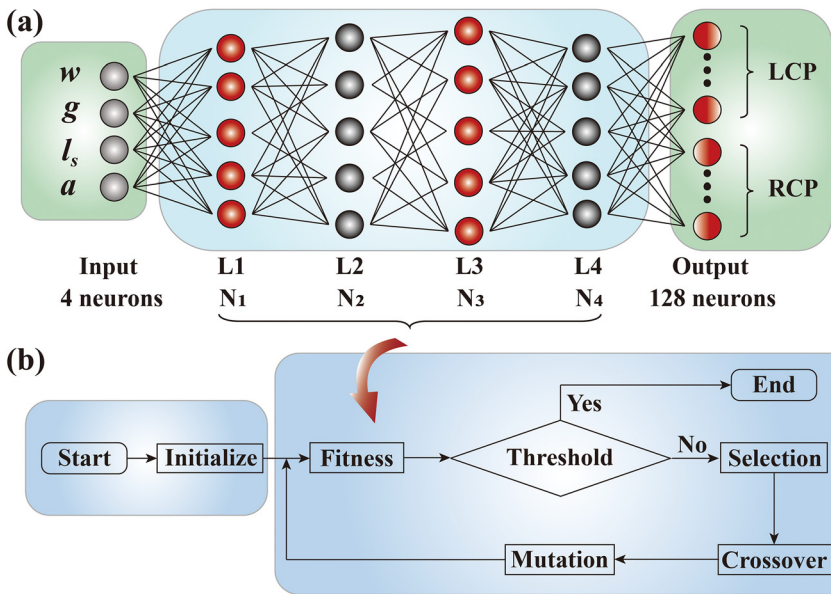 (a)
w
g
lₛ
a
LCP
RCP
Input L1 L2 L3 L4 Output
4 neurons N₁ N₂ N₃ N₄ 128 neurons
(b)
End
Yes
Start Initialize Fitness Threshold No Selection
Mutation Crossover